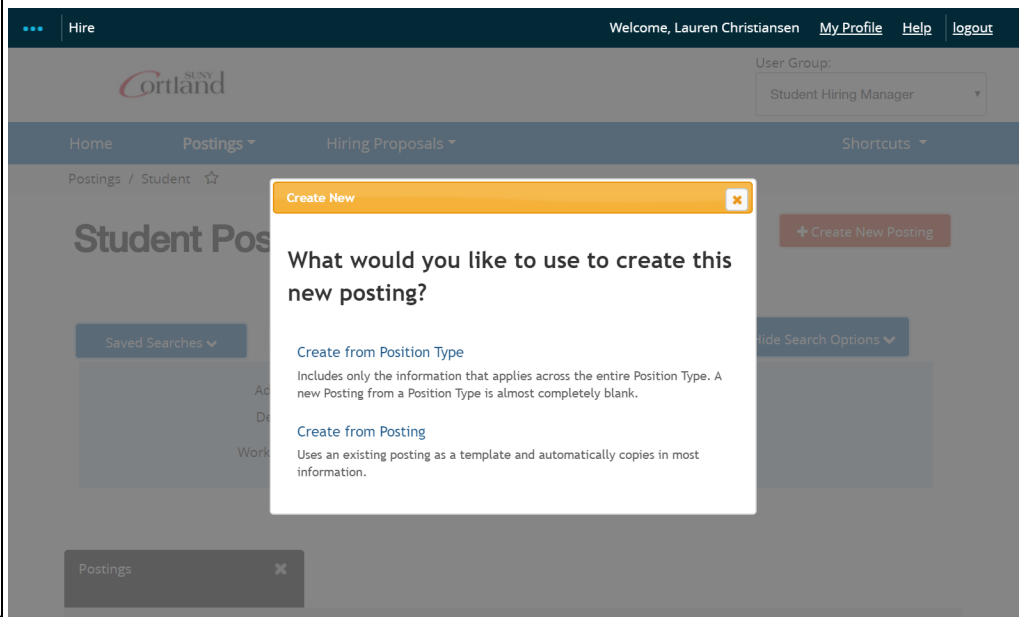 Hire
Welcome, Lauren Christiansen My Profile Help logout
SUNY
Cortland
User Group:
Student Hiring Manager
Home Postings Hiring Proposals Shortcuts
Postings / Student
Create New
Student Pos
+ Create New Posting
What would you like to use to create this
new posting?
Saved Searches
Hide Search Options
Create from Position Type
Includes only the information that applies across the entire Position Type. A
new Posting from a Position Type is almost completely blank.
Create from Posting
Work
Uses an existing posting as a template and automatically copies in most
information.
Postings